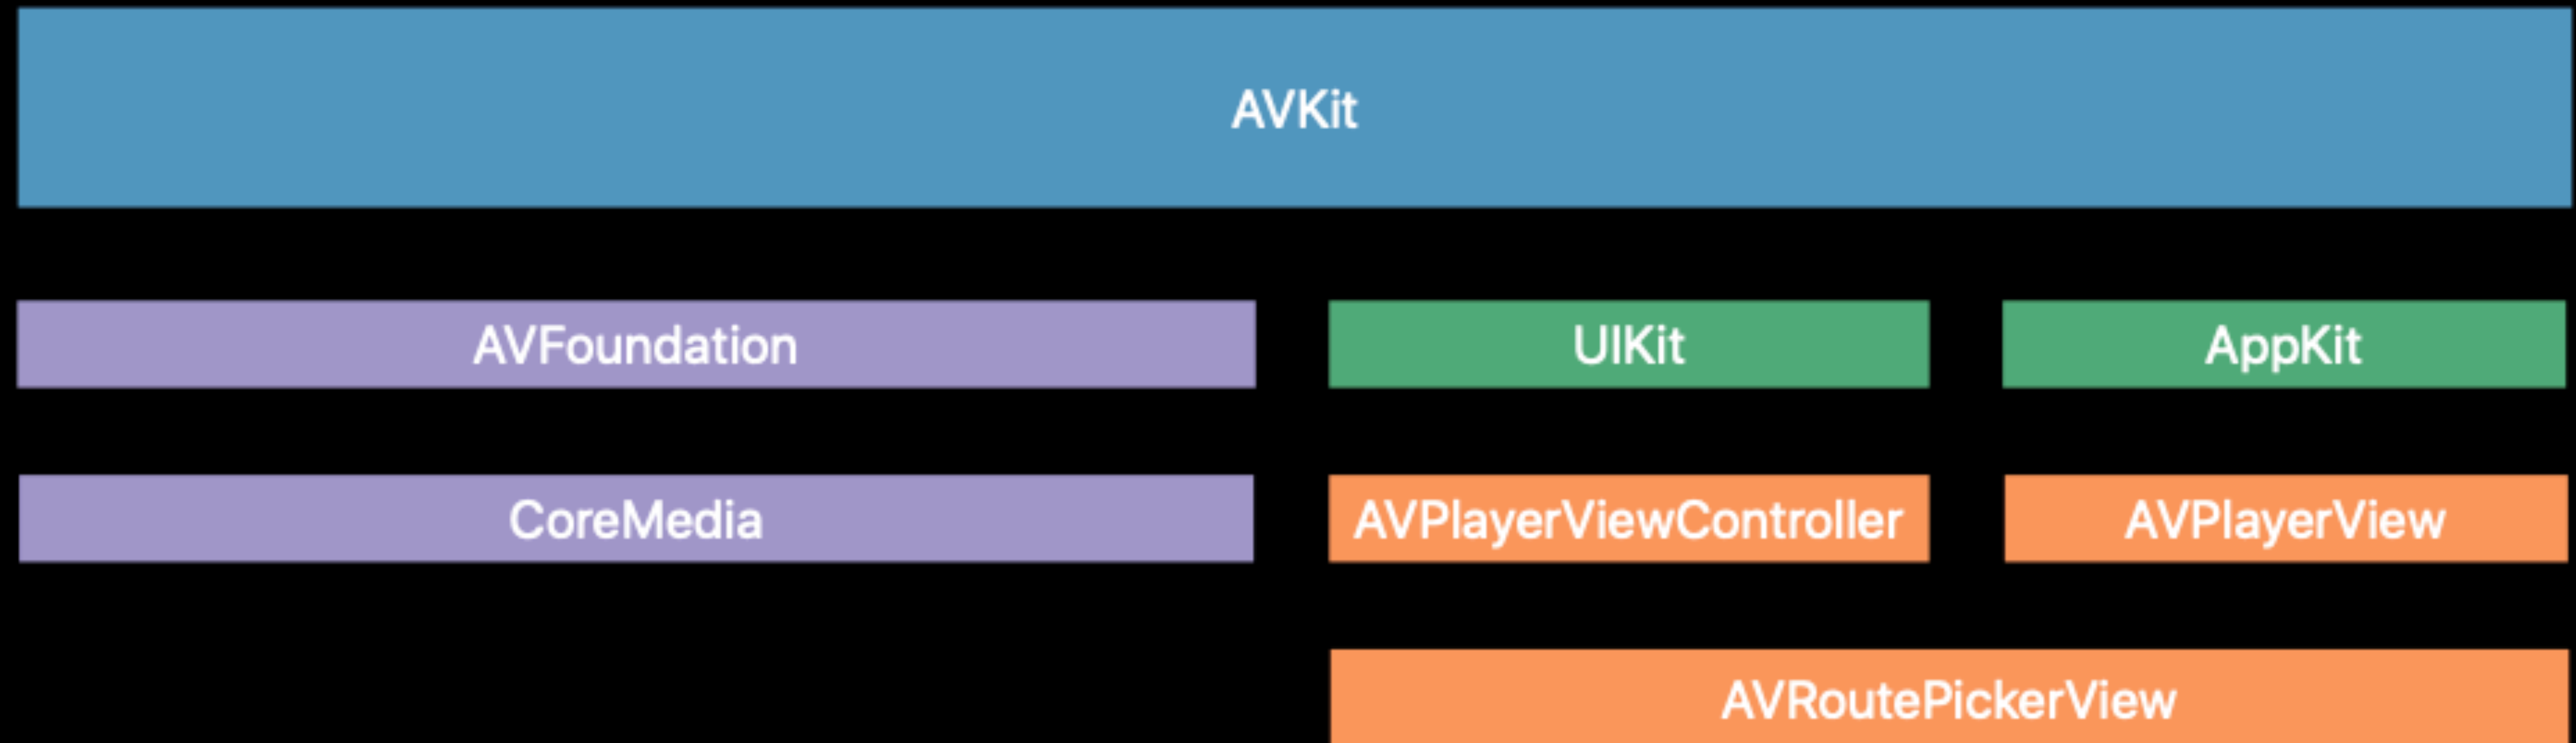 AVKit
AVFoundation
UIKit
AppKit
CoreMedia
AVPlayerViewController
AVPlayerView
AVRoutePickerView